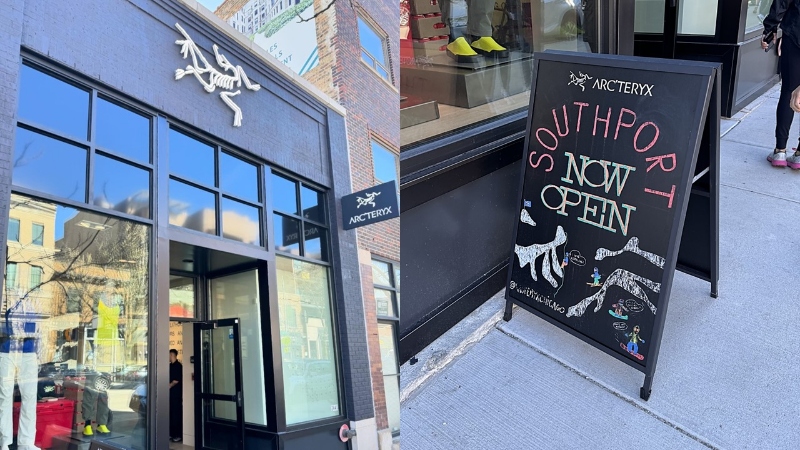 ARC'TERYX
ARC'TERYX
SOUTHPORT
NOW
OPEN